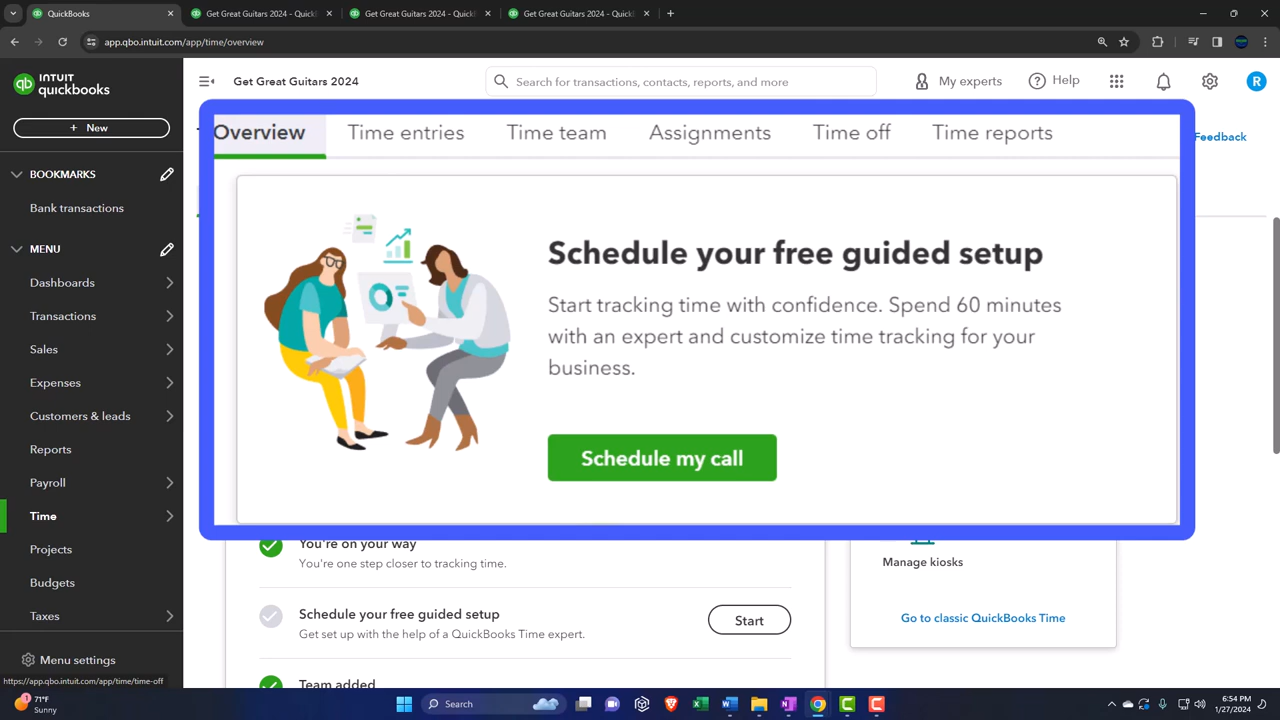 QuickBooks
Get Great Guitars 2024 - QuickB
Get Great Guitars 2024 - QuickB
Get Great Guitars 2024 - QuickB
app.qbo.intuit.com/app/time/overview
INTUIT
quickbooks
Get Great Guitars 2024
Search for transactions, contacts, reports, and more
My experts
Help
R
+ New
Feedback
BOOKMARKS
Bank transactions
MENU
Dashboards
Transactions
Sales
Expenses
Customers & leads
Reports
Payroll
Time
Projects
Budgets
Taxes
Menu settings
Overview
Time entries
Time team
Assignments
Time off
Time reports
Schedule your free guided setup
Start tracking time with confidence. Spend 60 minutes
with an expert and customize time tracking for your
business.
Schedule my call
You're on your way
You're one step closer to tracking time.
Schedule your free guided setup
Get set up with the help of a QuickBooks Time expert.
Start
Team added
Manage kiosks
Go to classic QuickBooks Time
https://pp.qbo.intuit.com/app/time/time-off
71°F
Sunny
Search
6:54 PM
1/27/2024